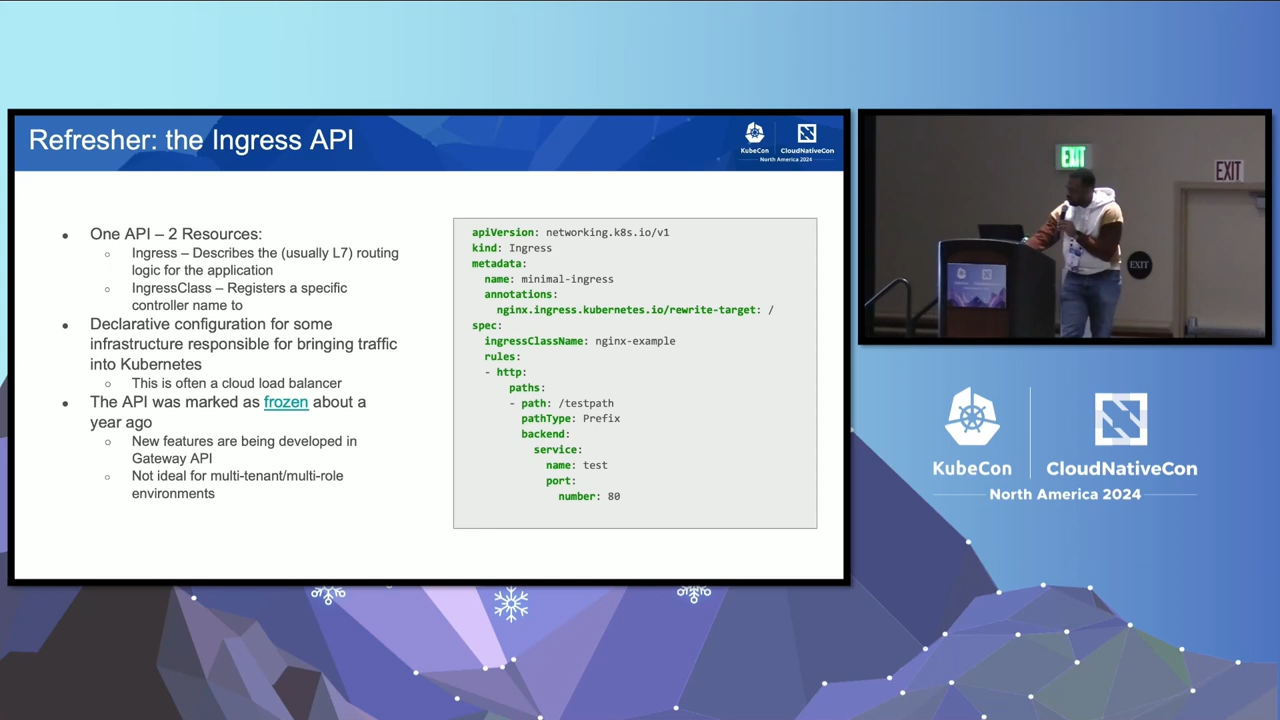 Refresher: the Ingress API
KubeCon
CloudNativeCon
North America 2024
One API – 2 Resources:
Ingress – Describes the (usually L7) routing
logic for the application
IngressClass – Registers a specific
controller name to
Declarative configuration for some
infrastructure responsible for bringing traffic
into Kubernetes
This is often a cloud load balancer
The API was marked as frozen about a
year ago
New features are being developed in
Gateway API
Not ideal for multi-tenant/multi-role
environments
apiVersion: networking.k8s.io/v1
kind: Ingress
metadata:
name: minimal-ingress
annotations:
nginx.ingress.kubernetes.io/rewrite-target: /
spec:
ingressClassName: nginx-example
rules:
- http:
paths:
- path: /testpath
pathType: Prefix
backend:
service:
name: test
port:
number: 80
EXIT
EXIT
EXIT
KubeCon
CloudNativeCon
North America 2024